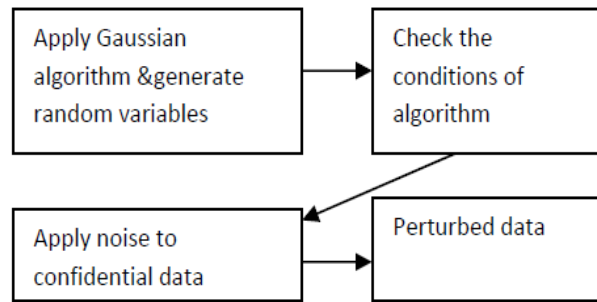 Apply Gaussian
algorithm &generate
random variables
Check the
conditions of
algorithm
Apply noise to
confidential data
Perturbed data